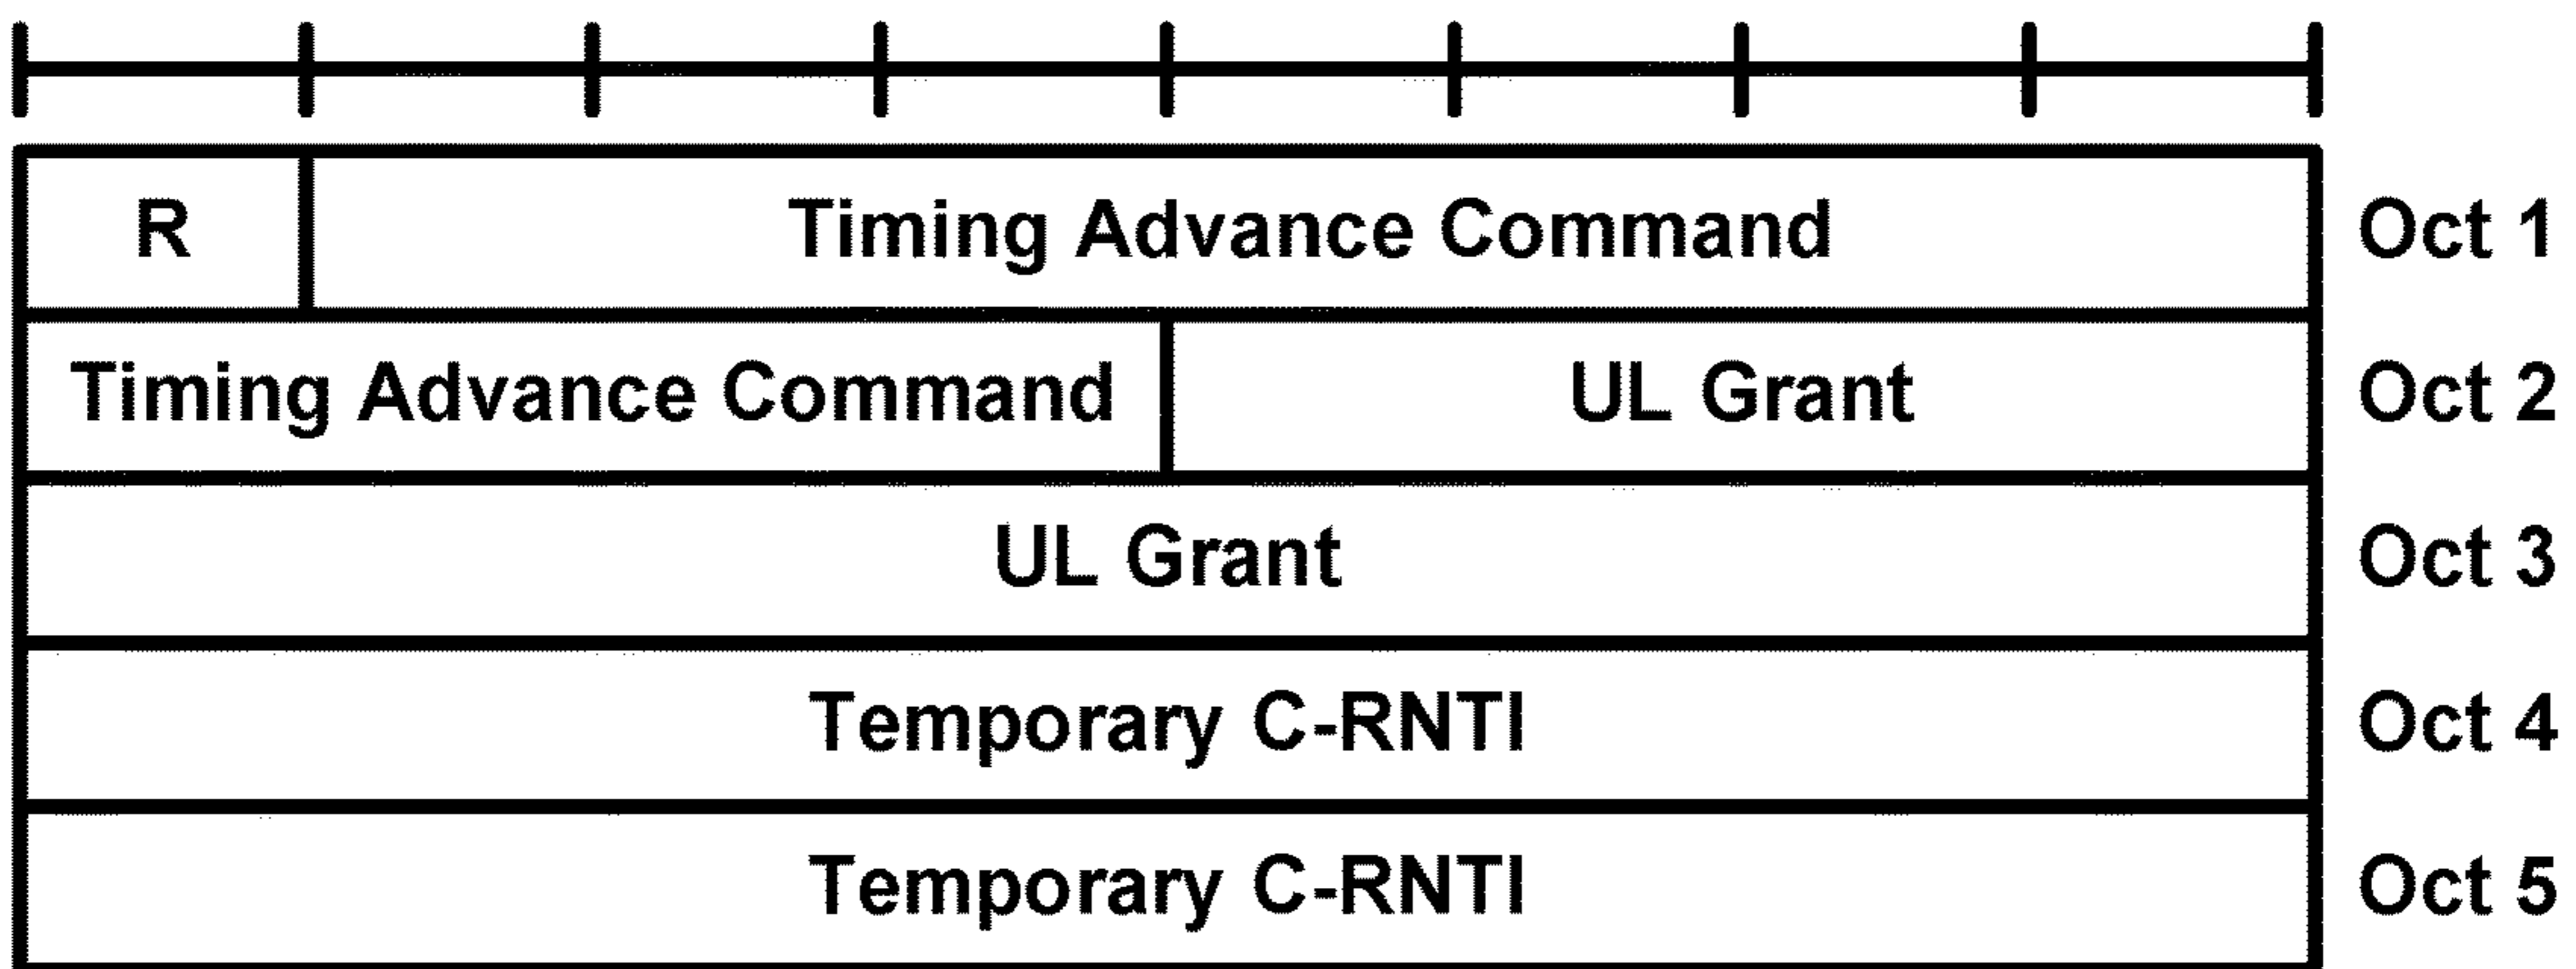 R Timing Advance Command Oct 1
Timing Advance Command UL Grant Oct 2
UL Grant Oct 3
Temporary C-RNTI Oct 4
Temporary C-RNTI Oct 5